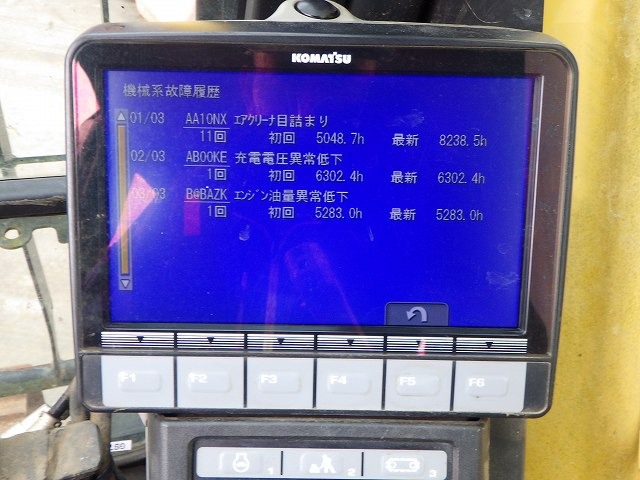 KOMATSU
機械系故障履歴
01/03 AA10NX エアクリーナ目詰まり
11回 初回 5048.7h 最新 8238.5h
02/03 AB00KE 充電電圧異常低下
1回 初回 6302.4h 最新 6302.4h
03/03 B@BAZK エンジン油量異常低下
1回 初回 5283.0h 最新 5283.0h
F1 F2 F3 F4 F5 F6
1 2 3